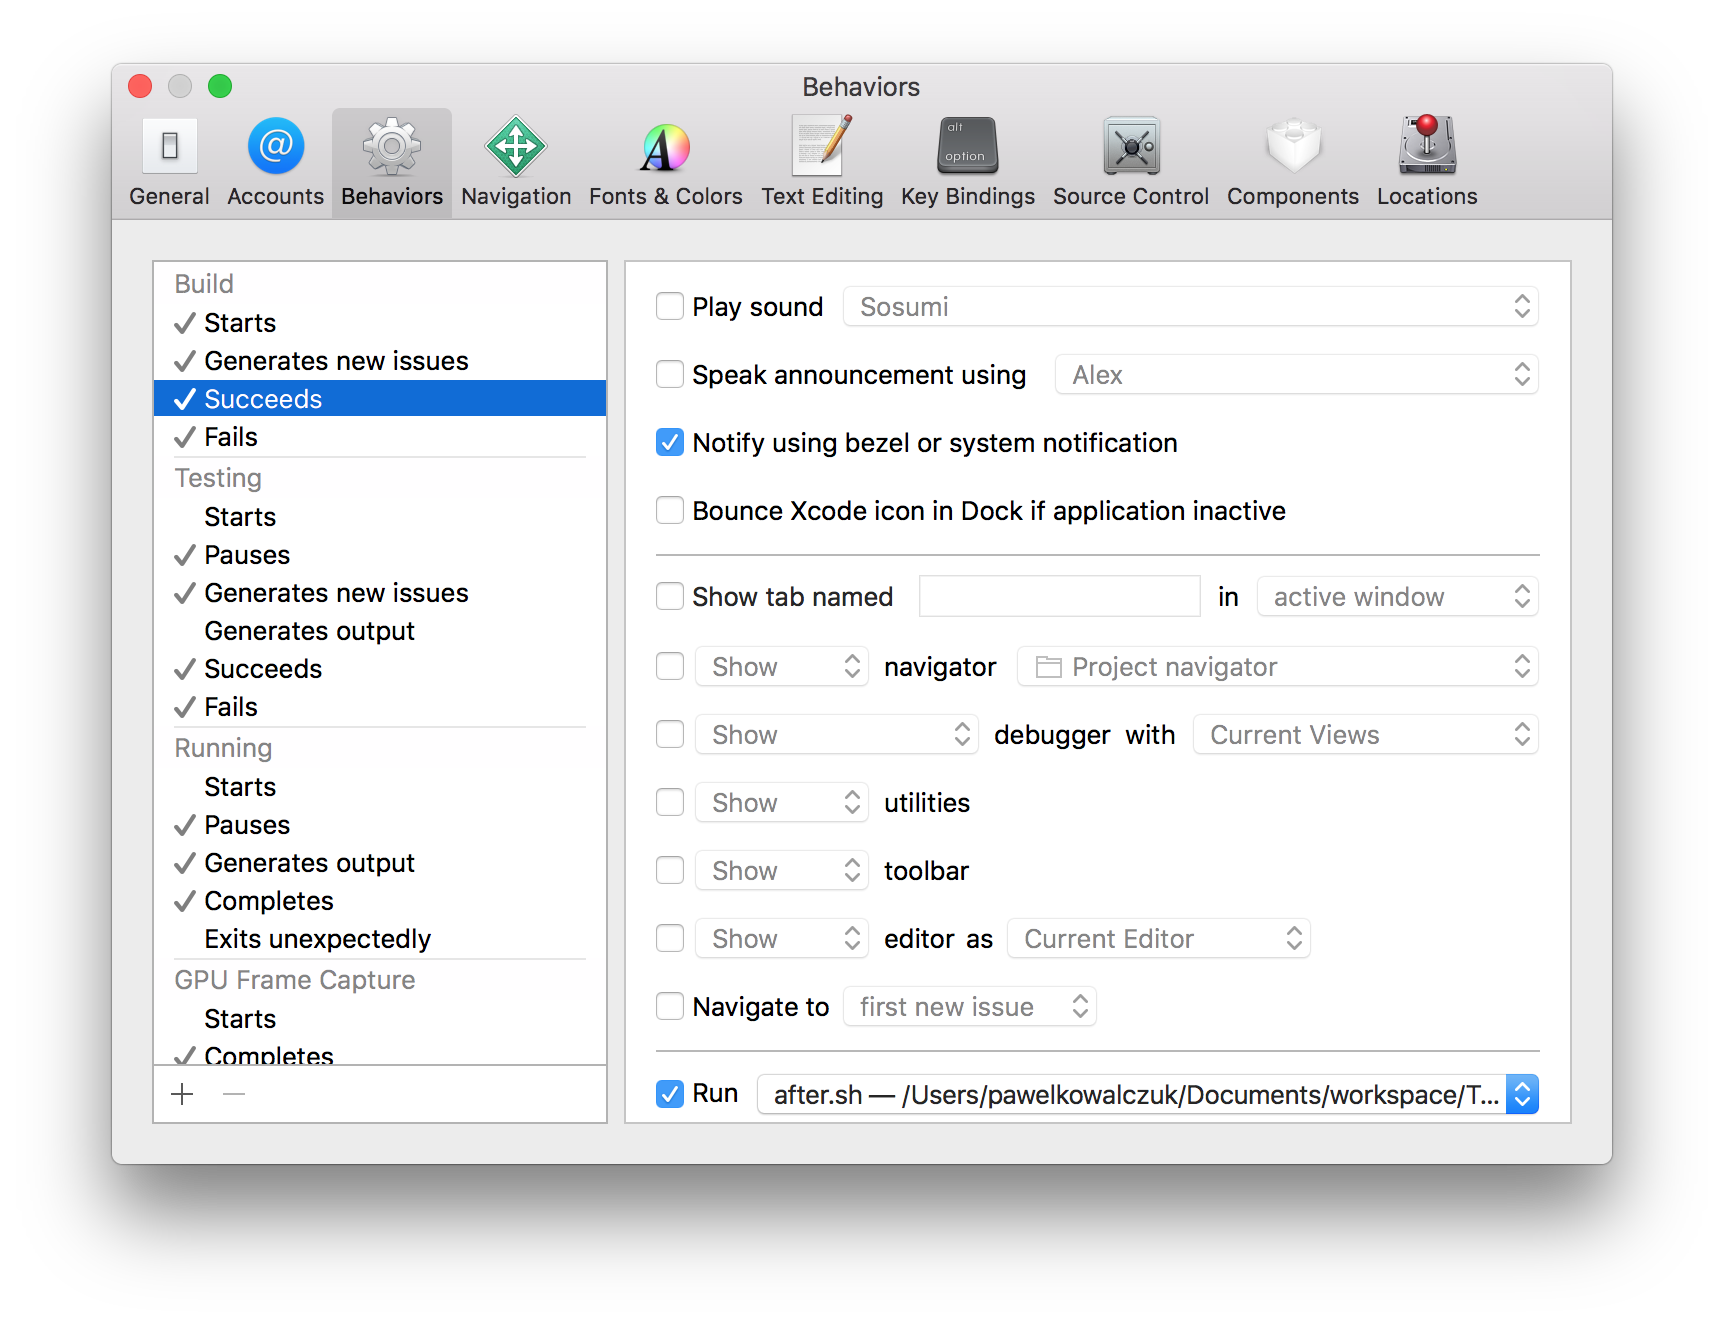 Behaviors
General Accounts Behaviors Navigation Fonts & Colors Text Editing Key Bindings Source Control Components Locations
alt
option
Build
Starts
Generates new issues
Succeeds
Fails
Testing
Starts
Pauses
Generates new issues
Generates output
Succeeds
Fails
Running
Starts
Pauses
Generates output
Completes
Exits unexpectedly
GPU Frame Capture
Starts
Completes
Play sound Sosumi
Speak announcement using Alex
Notify using bezel or system notification
Bounce Xcode icon in Dock if application inactive
Show tab named in active window
Show navigator Project navigator
Show debugger with Current Views
Show utilities
Show toolbar
Show editor as Current Editor
Navigate to first new issue
Run after.sh — /Users/pawelkowalczuk/Documents/workspace/T...